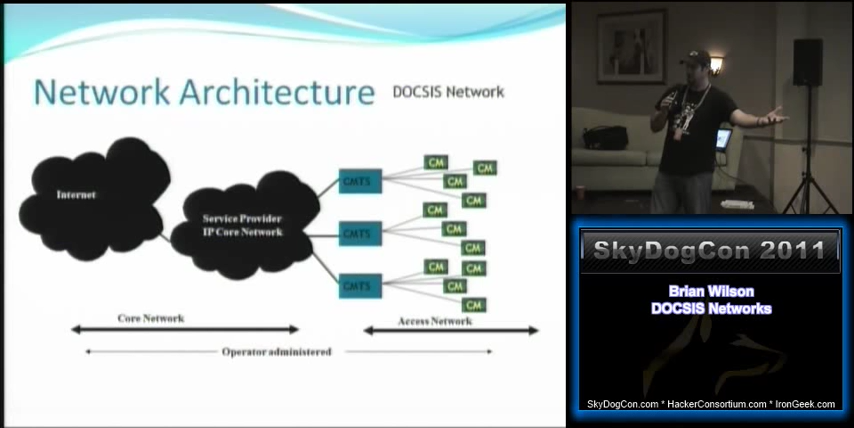 Network Architecture DOCSIS Network
Internet
Service Provider
IP Core Network
CMTS
CMTS
CMTS
CM
CM
CM
CM
CM
CM
CM
CM
CM
CM
CM
Core Network
Access Network
Operator administered
SkyDogCon 2011
Brian Wilson
DOCSIS Networks
SkyDogCon.com * HackerConsortium.com * IronGeek.com